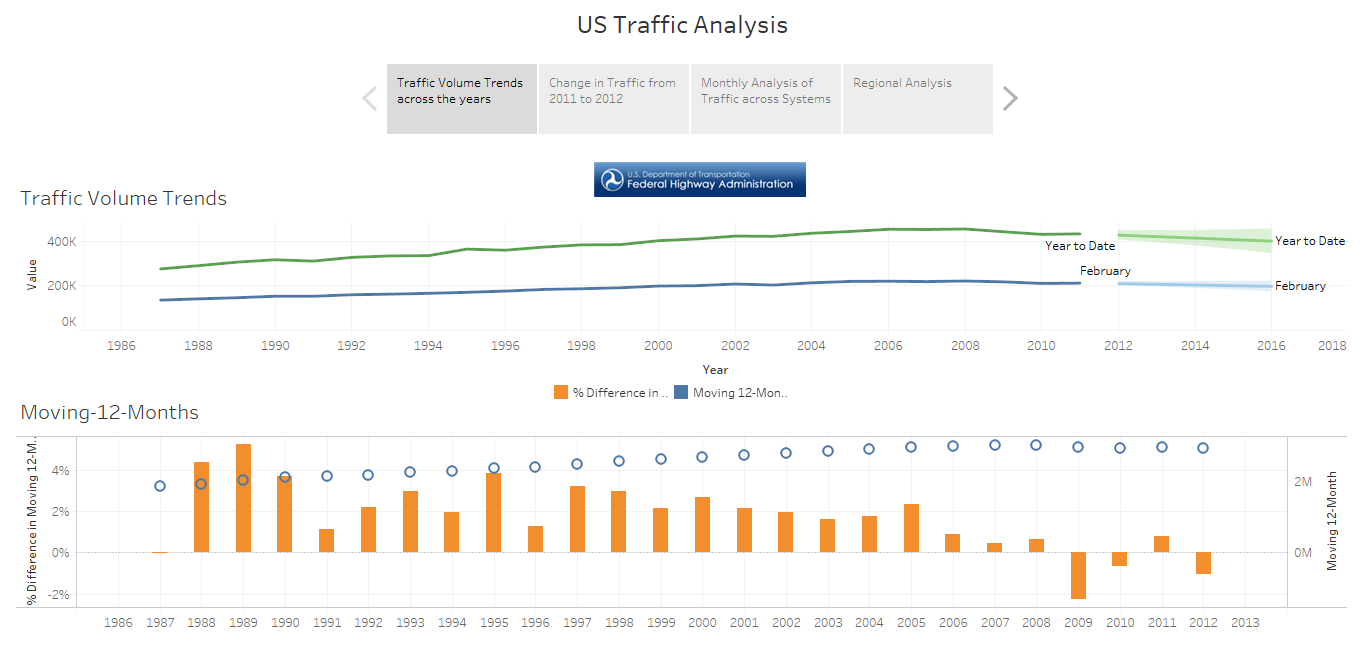 US Traffic Analysis
Traffic Volume Trends
across the years
Change in Traffic from
2011 to 2012
Monthly Analysis of
Traffic across Systems
Regional Analysis
U.S. Department of Transportation
Federal Highway Administration
Traffic Volume Trends
Value
400K
200K
0K
Year to Date
February
Year to Date
February
1986 1988 1990 1992 1994 1996 1998 2000 2002 2004 2006 2008 2010 2012 2014 2016 2018
Year
% Difference in .. Moving 12-Mon..
Moving-12-Months
% Difference in Moving 12-M..
4%
2%
0%
-2%
2M
0M
Moving 12-Month
1986 1987 1988 1989 1990 1991 1992 1993 1994 1995 1996 1997 1998 1999 2000 2001 2002 2003 2004 2005 2006 2007 2008 2009 2010 2011 2012 2013